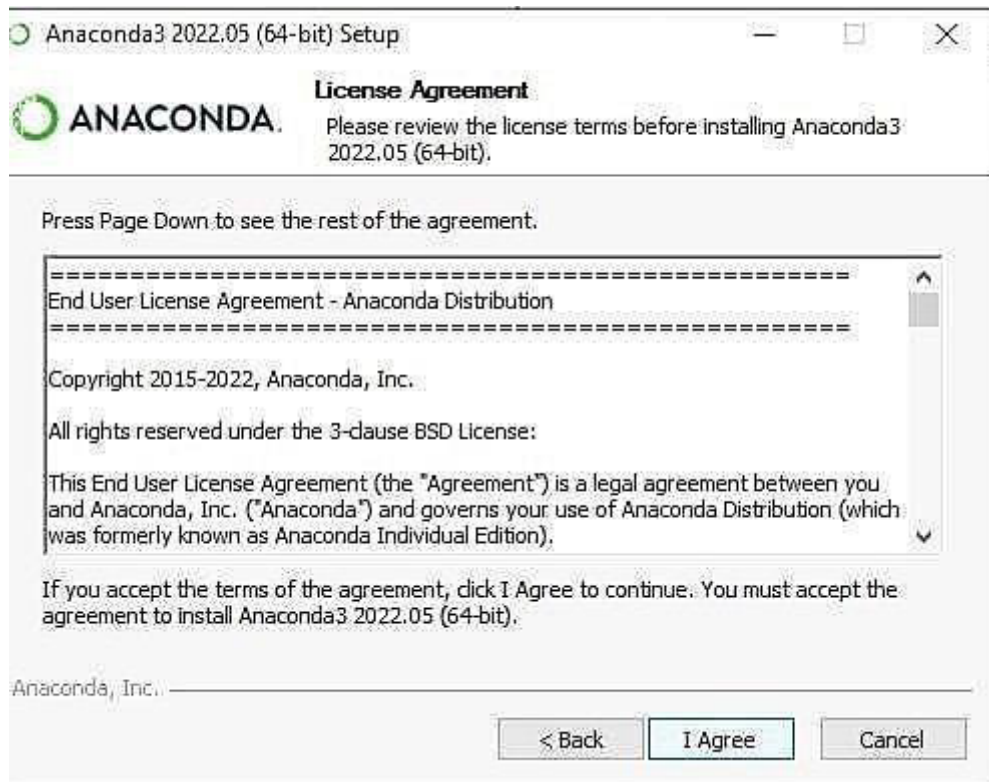 Anaconda3 2022.05 (64-bit) Setup
ANACONDA.
License Agreement
Please review the license terms before installing Anaconda3
2022.05 (64-bit).
Press Page Down to see the rest of the agreement.
==================================================
End User License Agreement - Anaconda Distribution
==================================================
Copyright 2015-2022, Anaconda, Inc.
All rights reserved under the 3-clause BSD License:
This End User License Agreement (the "Agreement") is a legal agreement between you
and Anaconda, Inc. ("Anaconda") and governs your use of Anaconda Distribution (which
was formerly known as Anaconda Individual Edition).
If you accept the terms of the agreement, click I Agree to continue. You must accept the
agreement to install Anaconda3 2022.05 (64-bit).
Anaconda, Inc.
< Back
I Agree
Cancel